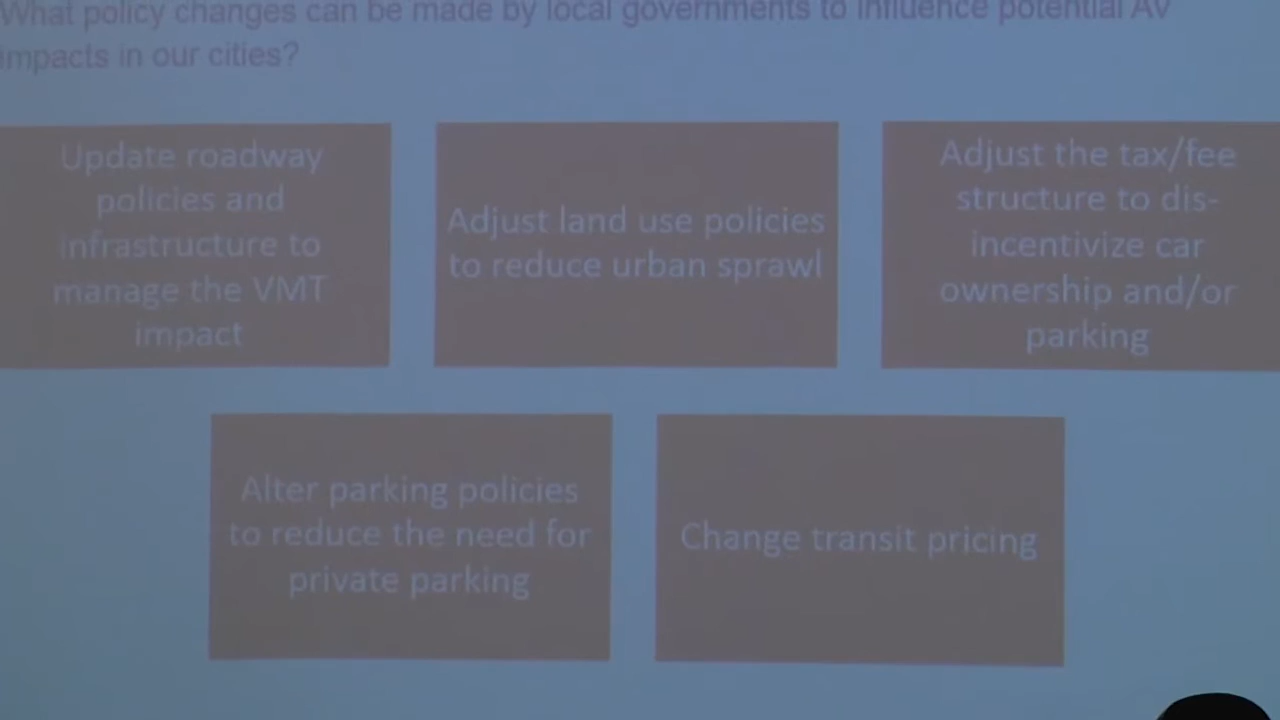 What policy changes can be made by local governments to influence potential AV
impacts in our cities?
Update roadway
policies and
infrastructure to
manage the VMT
impact
Adjust land use policies
to reduce urban sprawl
Adjust the tax/fee
structure to dis-
incentivize car
ownership and/or
parking
Alter parking policies
to reduce the need for
private parking
Change transit pricing